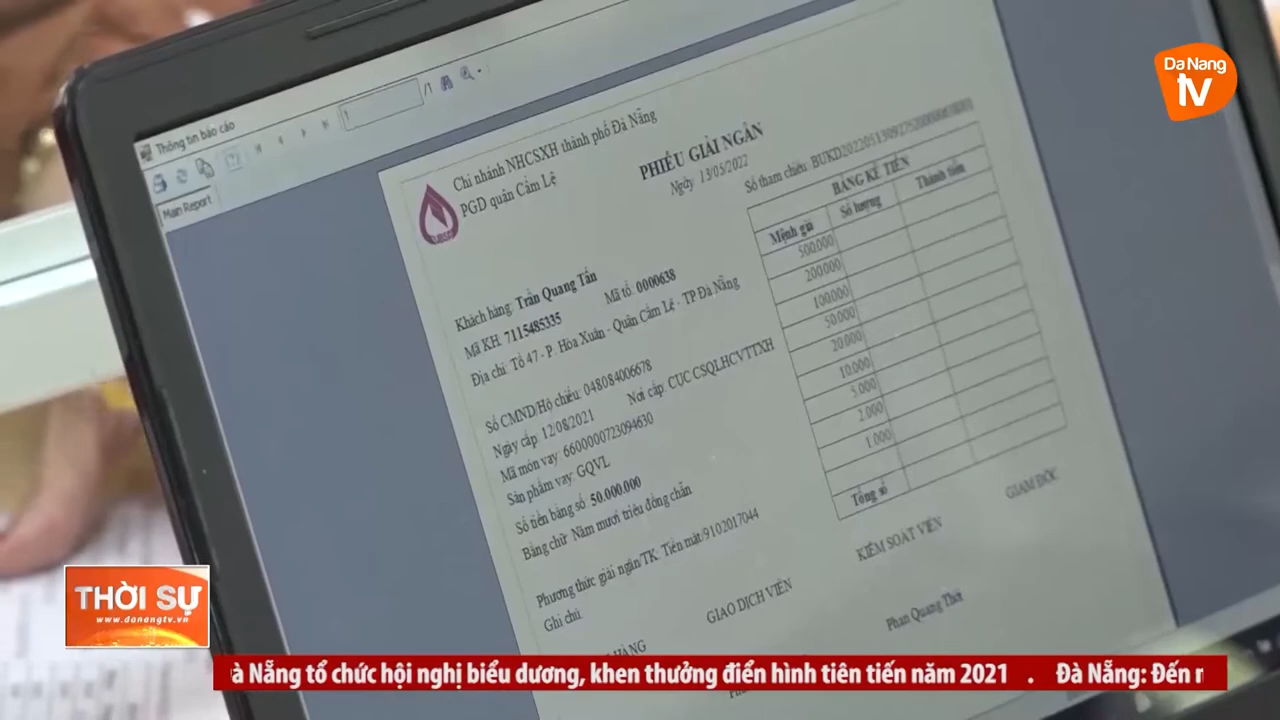 Da Nang
tv
Thông tin báo cáo
1
/1
Main Report
Chi nhánh NHCSXH thành phố Đà Nẵng
PGD quận Cẩm Lệ
PHIẾU GIẢI NGÂN
Ngày: 13/05/2022
Khách hàng: Trần Quang Tấn
Mã KH: 7115485335
Mã tổ: 0000638
Địa chỉ: Tổ 47 - P. Hòa Xuân - Quận Cẩm Lệ - TP Đà Nẵng
Số CMND/Hộ chiếu: 048084006678
Ngày cấp: 12/08/2021
Nơi cấp: CỤC CSQLHCVTTXH
Mã món vay: 6600000723094630
Sản phẩm vay: GQVL
Số tiền bằng số: 50.000.000
Bằng chữ: Năm mươi triệu đồng chẵn
Phương thức giải ngân/TK: Tiền mặt/9102017044
Ghi chú:
Số tham chiếu:
BẢNG KÊ TIỀN
Mệnh giá
Số lượng
Thành tiền
500.000
200.000
100.000
50.000
20.000
10.000
5.000
2.000
1.000
Tổng số
HÀNG
GIAO DỊCH VIÊN
KIỂM SOÁT VIÊN
GIÁM ĐỐC
Phan Quang Thời
THỜI SỰ
www.danangtv.vn
Đà Nẵng tổ chức hội nghị biểu dương, khen thưởng điển hình tiên tiến năm 2021 . Đà Nẵng: Đến